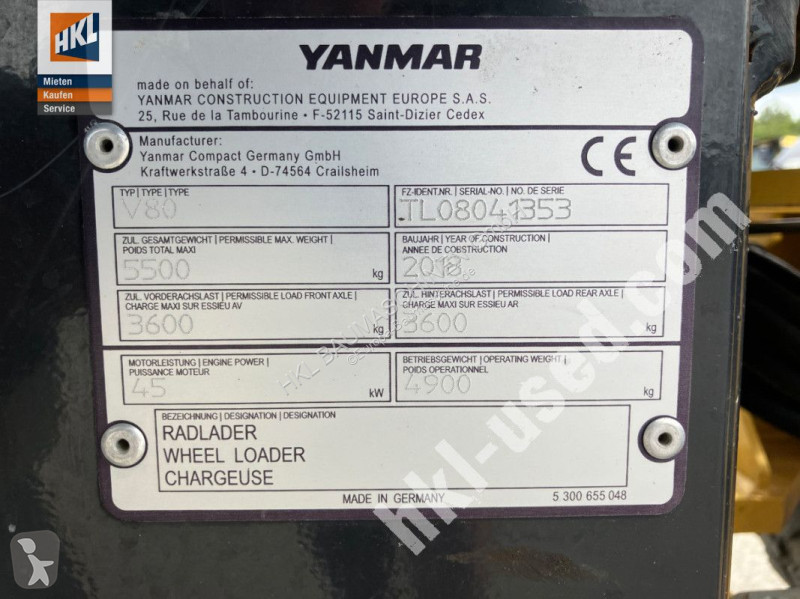 HKL
Mieten
Kaufen
Service
YANMAR
made on behalf of:
YANMAR CONSTRUCTION EQUIPMENT EUROPE S.A.S.
25, Rue de la Tambourine • F-52115 Saint-Dizier Cedex
Manufacturer:
Yanmar Compact Germany GmbH
Kraftwerkstraße 4 • D-74564 Crailsheim
CE
TYP | TYPE | TYPE
V80
FZ-IDENT.NR. | SERIAL-NO. | NO. DE SERIE
TL08041353
ZUL. GESAMTGEWICHT | PERMISSIBLE MAX. WEIGHT |
POIDS TOTAL MAXI
5500 kg
BAUJAHR | YEAR OF CONSTRUCTION |
ANNEE DE CONSTRUCTION
2018
ZUL. VORDERACHSLAST | PERMISSIBLE LOAD FRONT AXLE |
CHARGE MAXI SUR ESSIEU AV
3600 kg
ZUL. HINTERACHSLAST | PERMISSIBLE LOAD REAR AXLE |
CHARGE MAXI SUR ESSIEU AR
3600 kg
MOTORLEISTUNG | ENGINE POWER |
PUISSANCE MOTEUR
45 kW
BETRIEBSGEWICHT | OPERATING WEIGHT |
POIDS OPERATIONNEL
4900 kg
BEZEICHNUNG | DESIGNATION | DESIGNATION
RADLADER
WHEEL LOADER
CHARGEUSE
MADE IN GERMANY
5 300 655 048
hkl-used.com